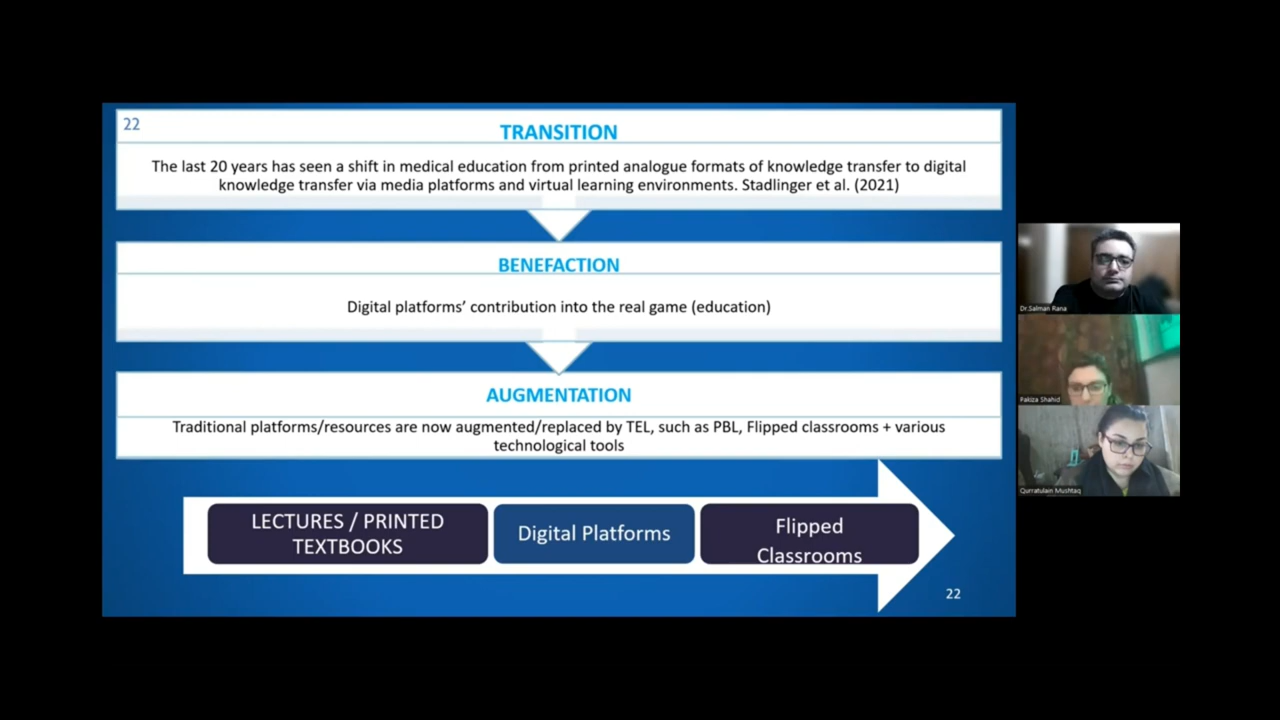 22
TRANSITION
The last 20 years has seen a shift in medical education from printed analogue formats of knowledge transfer to digital
knowledge transfer via media platforms and virtual learning environments. Stadlinger et al. (2021)
BENEFACTION
Digital platforms’ contribution into the real game (education)
AUGMENTATION
Traditional platforms/resources are now augmented/replaced by TEL, such as PBL, Flipped classrooms + various
technological tools
LECTURES / PRINTED
TEXTBOOKS
Digital Platforms
Flipped
Classrooms
22
Dr.Salman Rana
Pakiza Shahid
Qurratulain Mushtaq